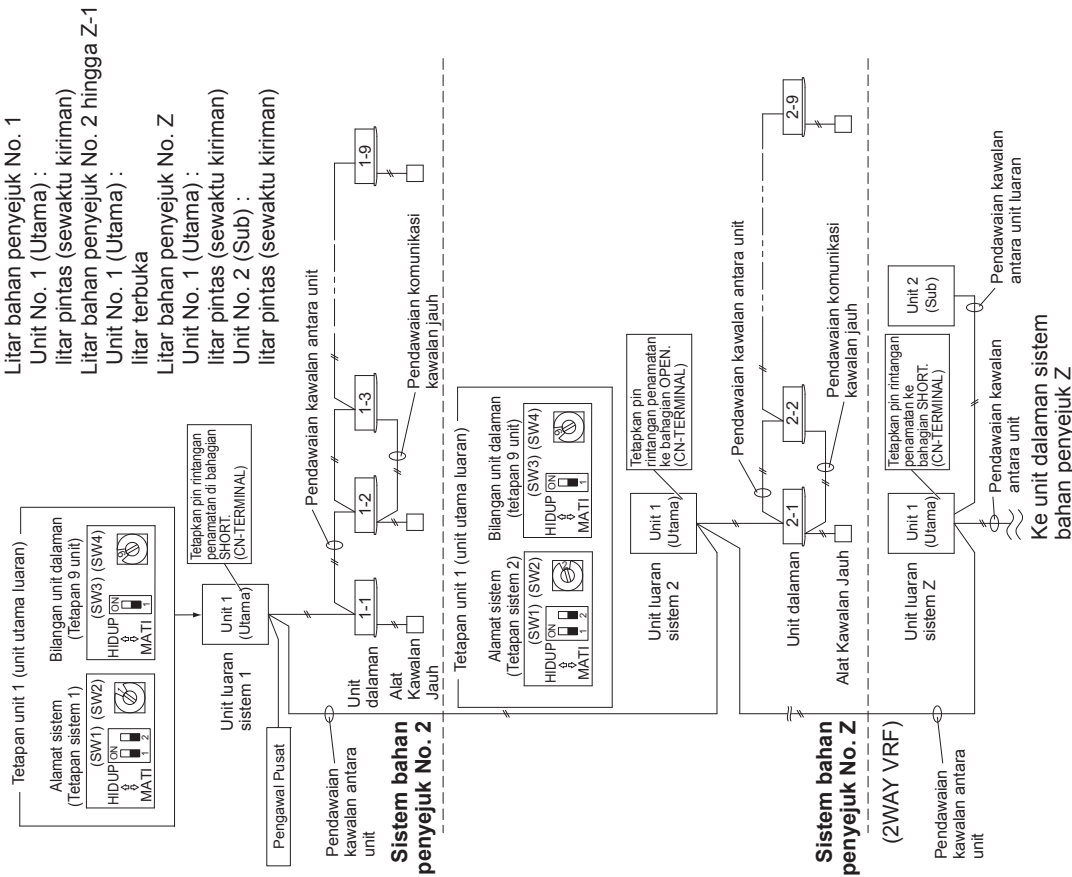 Litar bahan penyejuk No. 1
Unit No. 1 (Utama) :
litar pintas (sewaktu kiriman)
Litar bahan penyejuk No. 2 hingga Z-1
Unit No. 1 (Utama) :
litar terbuka
Litar bahan penyejuk No. Z
Unit No. 1 (Utama) :
litar pintas (sewaktu kiriman)
Unit No. 2 (Sub) :
litar pintas (sewaktu kiriman)
Tetapan unit 1 (unit utama luaran)
Alamat sistem
(Tetapan sistem 1)
(SW1) (SW2)
HIDUP
ON
MATI
1 2
Bilangan unit dalaman
(Tetapan 9 unit)
(SW3) (SW4)
HIDUP
ON
MATI
1
Unit 1
(Utama)
Tetapkan pin rintangan
penamatan di bahagian
SHORT.
(CN-TERMINAL)
Unit luaran
sistem 1
Pengawal Pusat
Pendawaian kawalan antara unit
1-1
1-2
1-3
1-9
Unit
dalaman
Alat
Kawalan
Jauh
Pendawaian komunikasi
kawalan jauh
Pendawaian
kawalan antara
unit
Sistem bahan
penyejuk No. 2
Tetapan unit 1 (unit utama luaran)
Alamat sistem
(Tetapan sistem 2)
(SW1) (SW2)
HIDUP
ON
MATI
1 2
Bilangan unit dalaman
(tetapan 9 unit)
(SW3) (SW4)
HIDUP
ON
MATI
1
Unit luaran
sistem 2
Unit 1
(Utama)
Tetapkan pin
rintangan penamatan
ke bahagian OPEN.
(CN-TERMINAL)
Pendawaian kawalan antara unit
2-1
2-2
2-9
Unit dalaman
Alat Kawalan Jauh
Pendawaian komunikasi
kawalan jauh
Sistem bahan
penyejuk No. Z
(2WAY VRF)
Unit luaran
sistem Z
Unit 1
(Utama)
Tetapkan pin
rintangan
penamatan ke
bahagian SHORT.
(CN-TERMINAL)
Unit 2
(Sub)
Pendawaian
kawalan antara
unit
Pendawaian kawalan
antara unit
Pendawaian kawalan
antara unit luaran
Ke unit dalaman sistem
bahan penyejuk Z